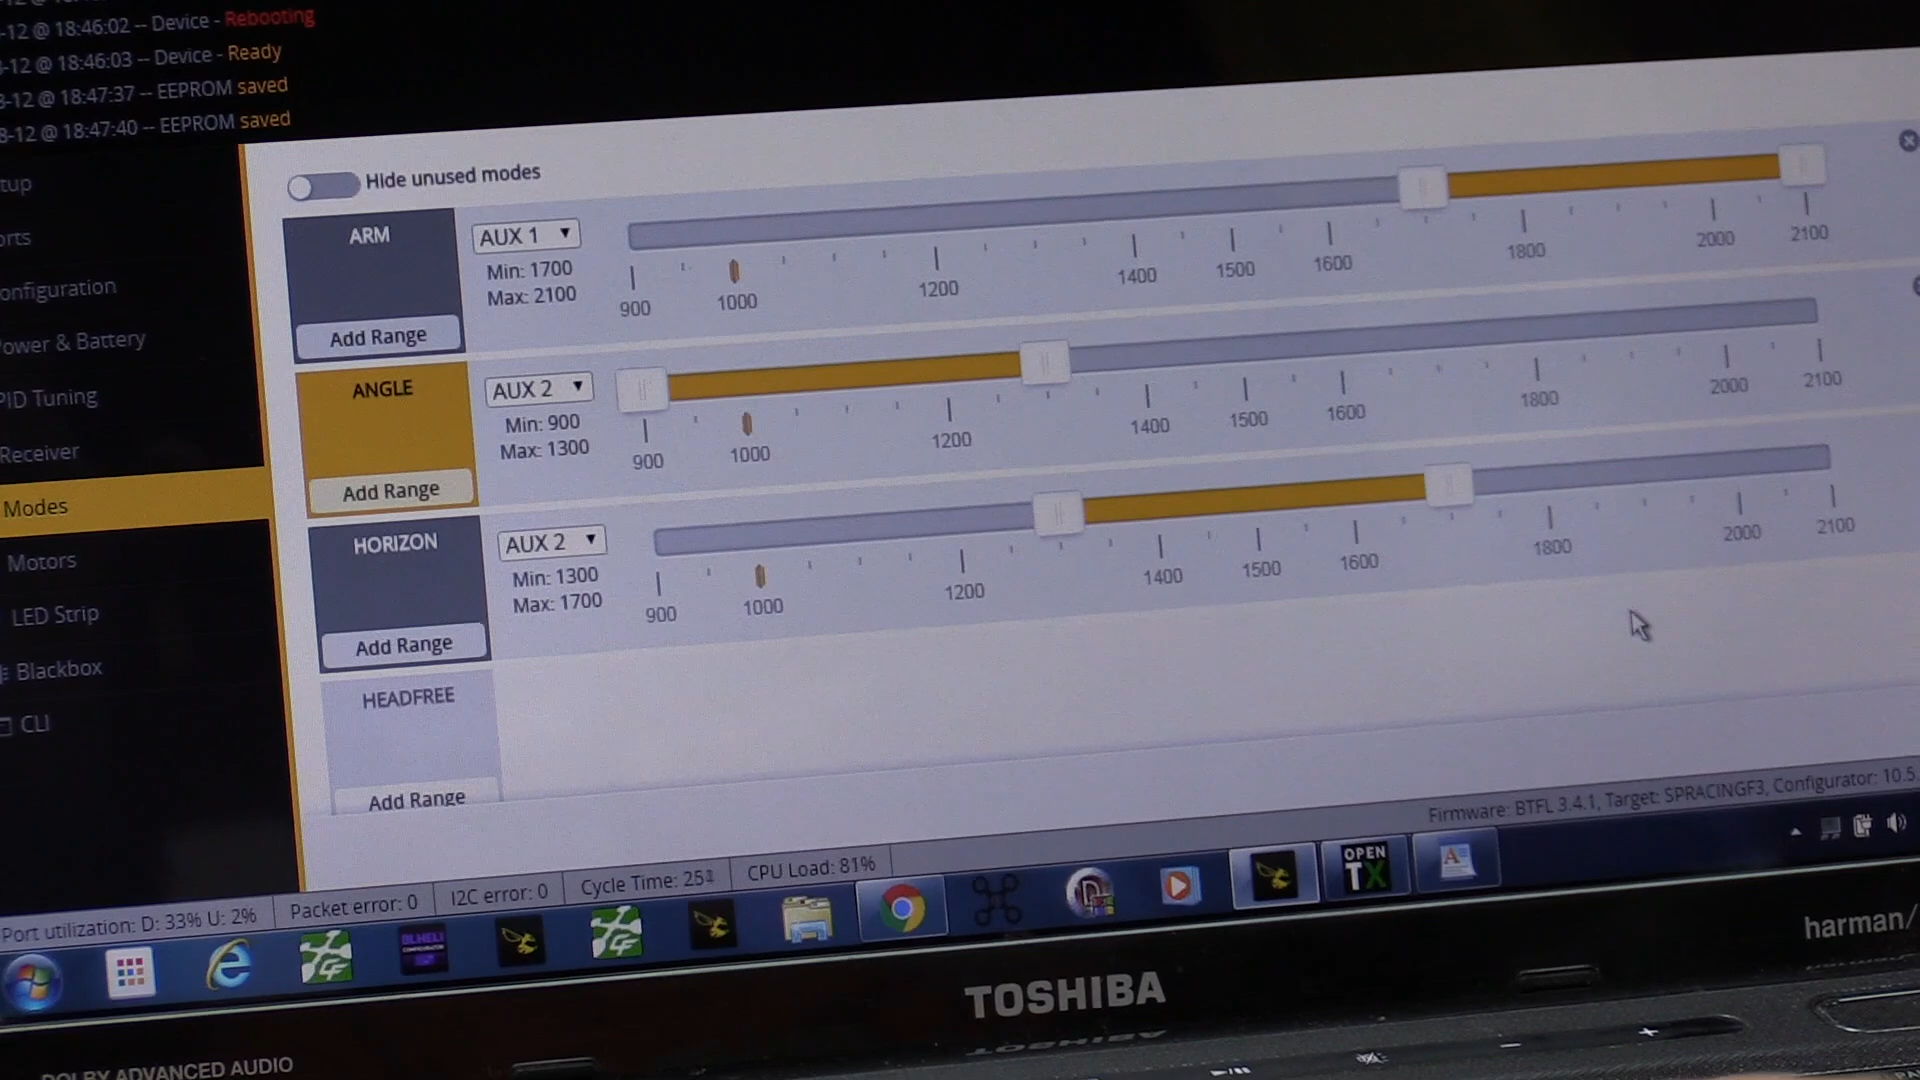 -12 @ 18:46:02 -- Device - Rebooting
-12 @ 18:46:03 -- Device - Ready
8-12 @ 18:47:37 -- EEPROM saved
8-12 @ 18:47:40 -- EEPROM saved
tup
orts
onfiguration
Power & Battery
PID Tuning
Receiver
Modes
Motors
LED Strip
Blackbox
CLI
Hide unused modes
ARM
Add Range
AUX 1
Min: 1700
Max: 2100
900 1000 1200 1400 1500 1600 1800 2000 2100
ANGLE
Add Range
AUX 2
Min: 900
Max: 1300
900 1000 1200 1400 1500 1600 1800 2000 2100
HORIZON
Add Range
AUX 2
Min: 1300
Max: 1700
900 1000 1200 1400 1500 1600 1800 2000 2100
HEADFREE
Add Range
Firmware: BTFL 3.4.1, Target: SPRACINGF3, Configurator: 10.5.
Port utilization: D: 33% U: 2% Packet error: 0 I2C error: 0 Cycle Time: 251 CPU Load: 81%
CF
BLHELI
CF
OPEN
TX
harman/
TOSHIBA
DOLBY ADVANCED AUDIO